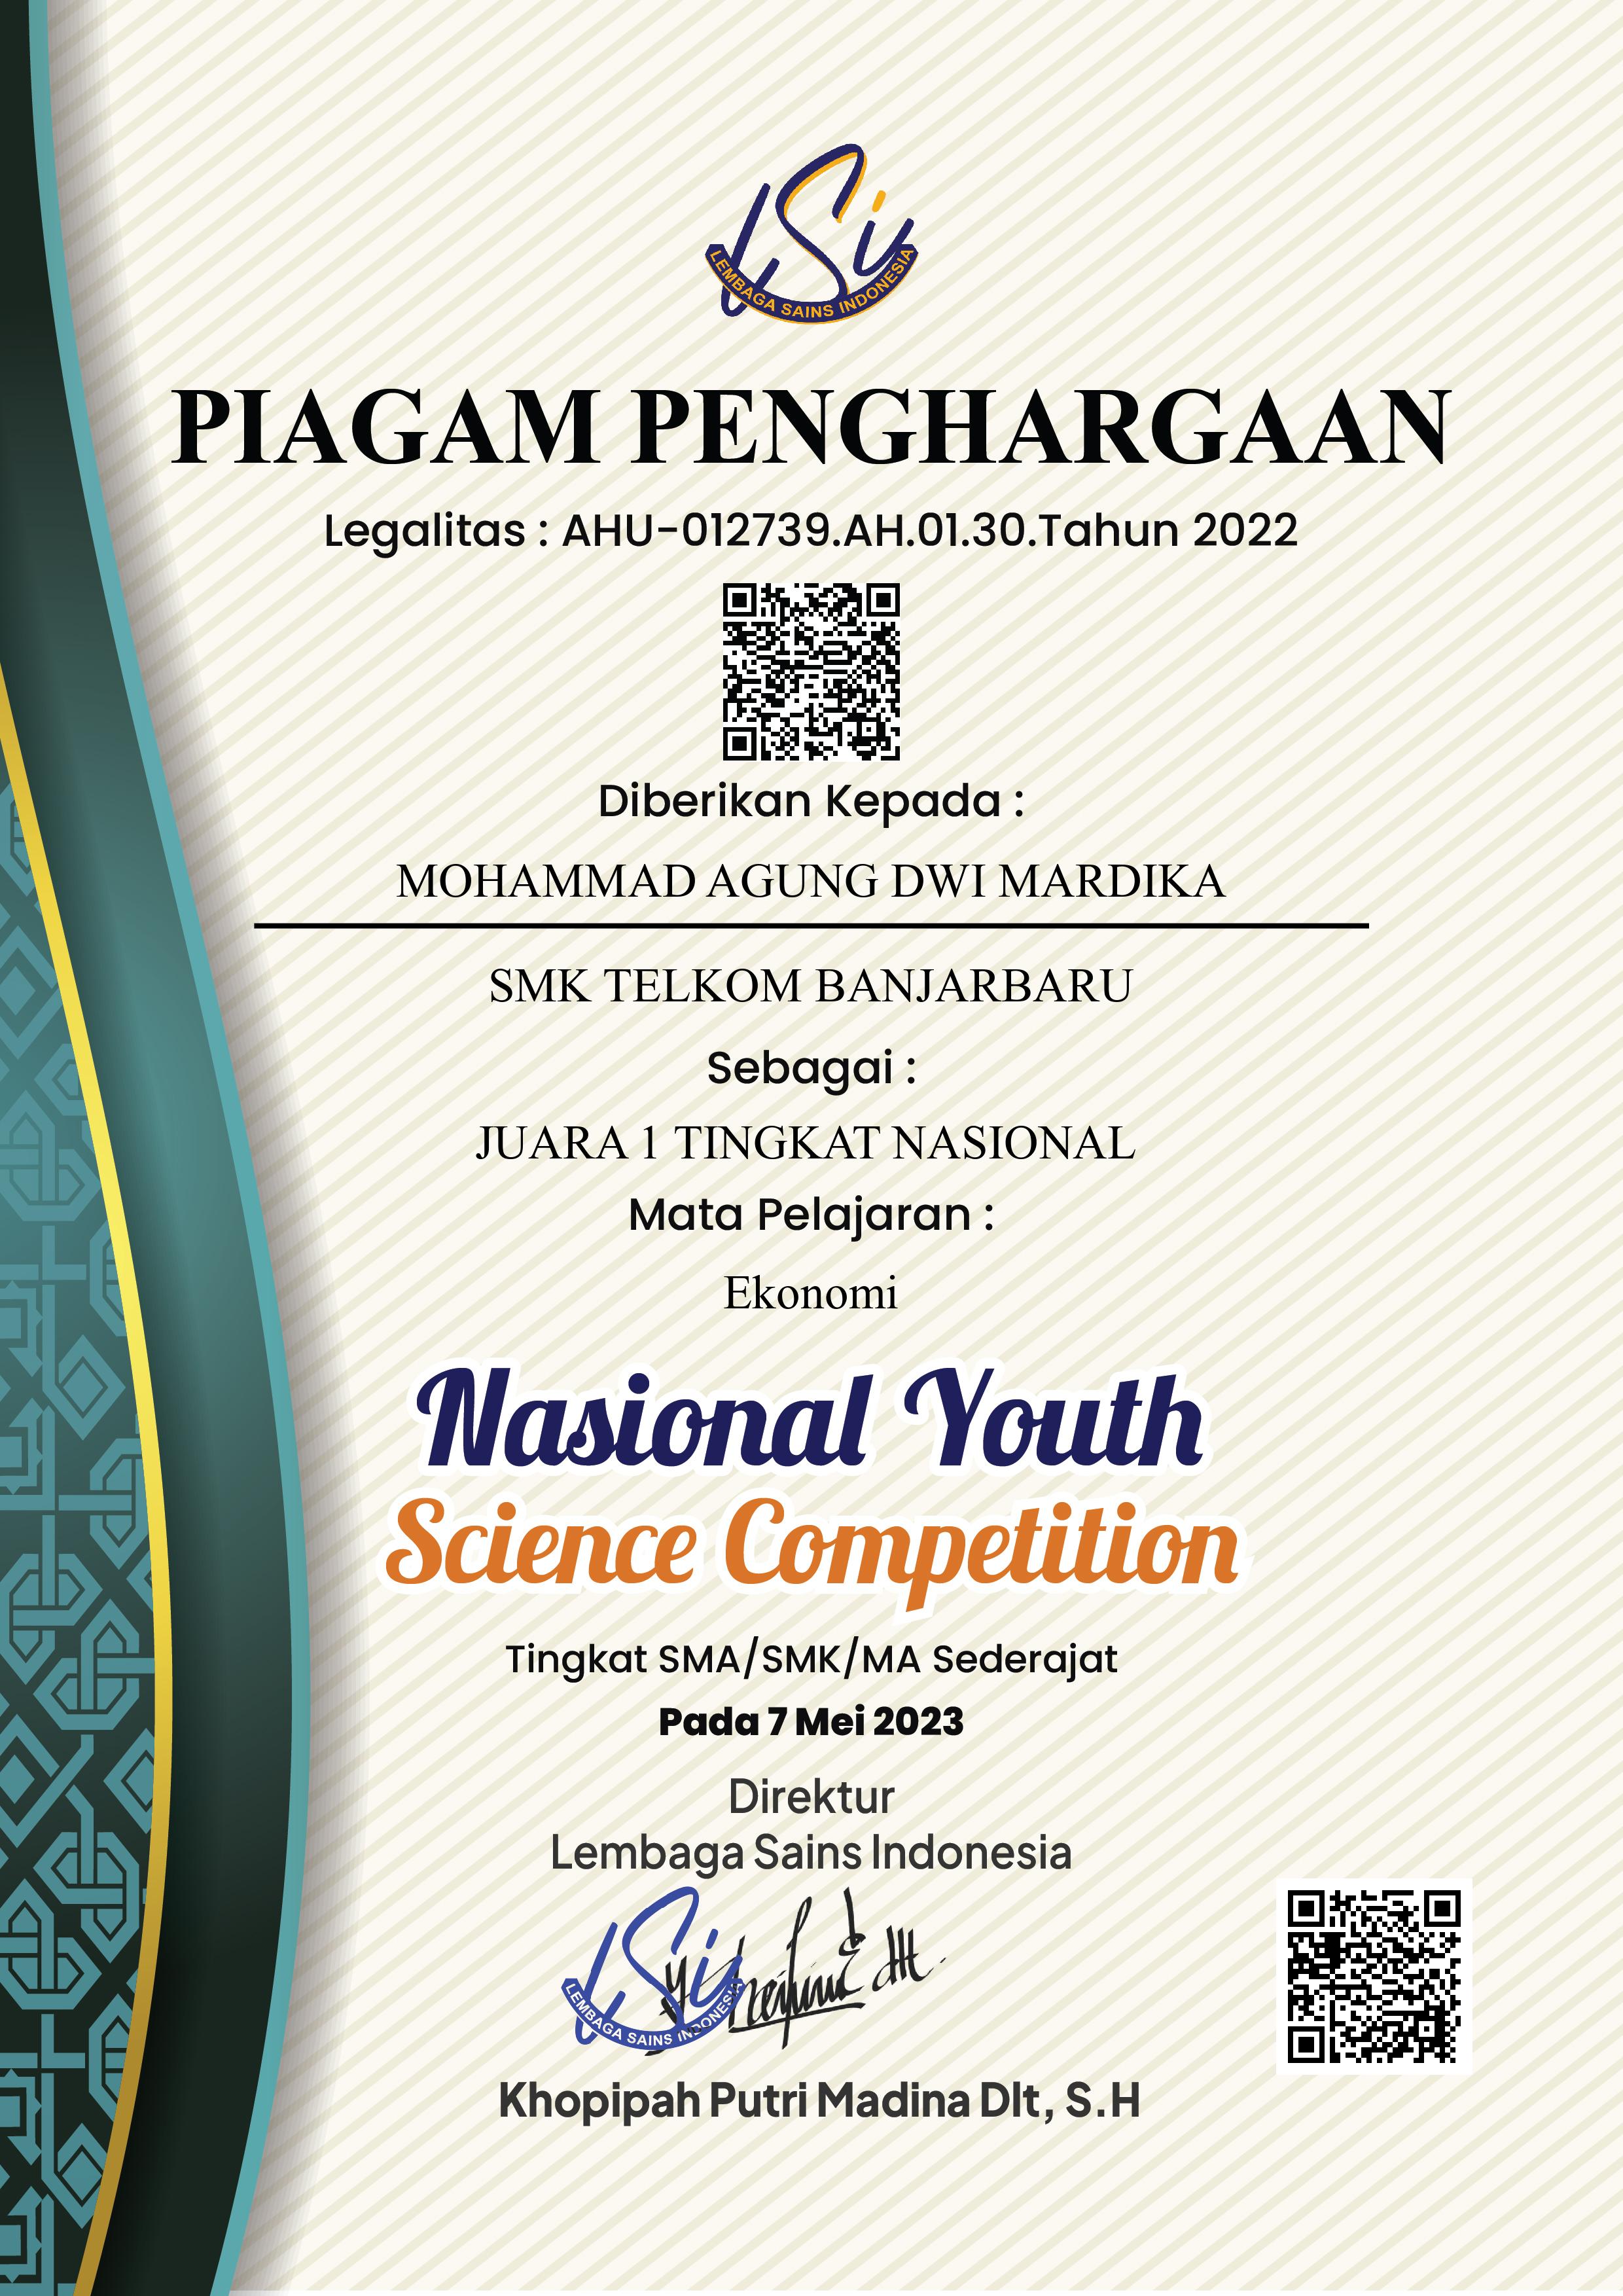 LSi
LEMBAGA SAINS INDONESIA
PIAGAM PENGHARGAAN
Legalitas : AHU-012739.AH.01.30.Tahun 2022
Diberikan Kepada :
MOHAMMAD AGUNG DWI MARDIKA
SMK TELKOM BANJARBARU
Sebagai :
JUARA 1 TINGKAT NASIONAL
Mata Pelajaran :
Ekonomi
Nasional Youth
Science Competition
Tingkat SMA/SMK/MA Sederajat
Pada 7 Mei 2023
Direktur
Lembaga Sains Indonesia
LSi
LEMBAGA SAINS INDONESIA
Khopipah Putri Madina Dlt, S.H